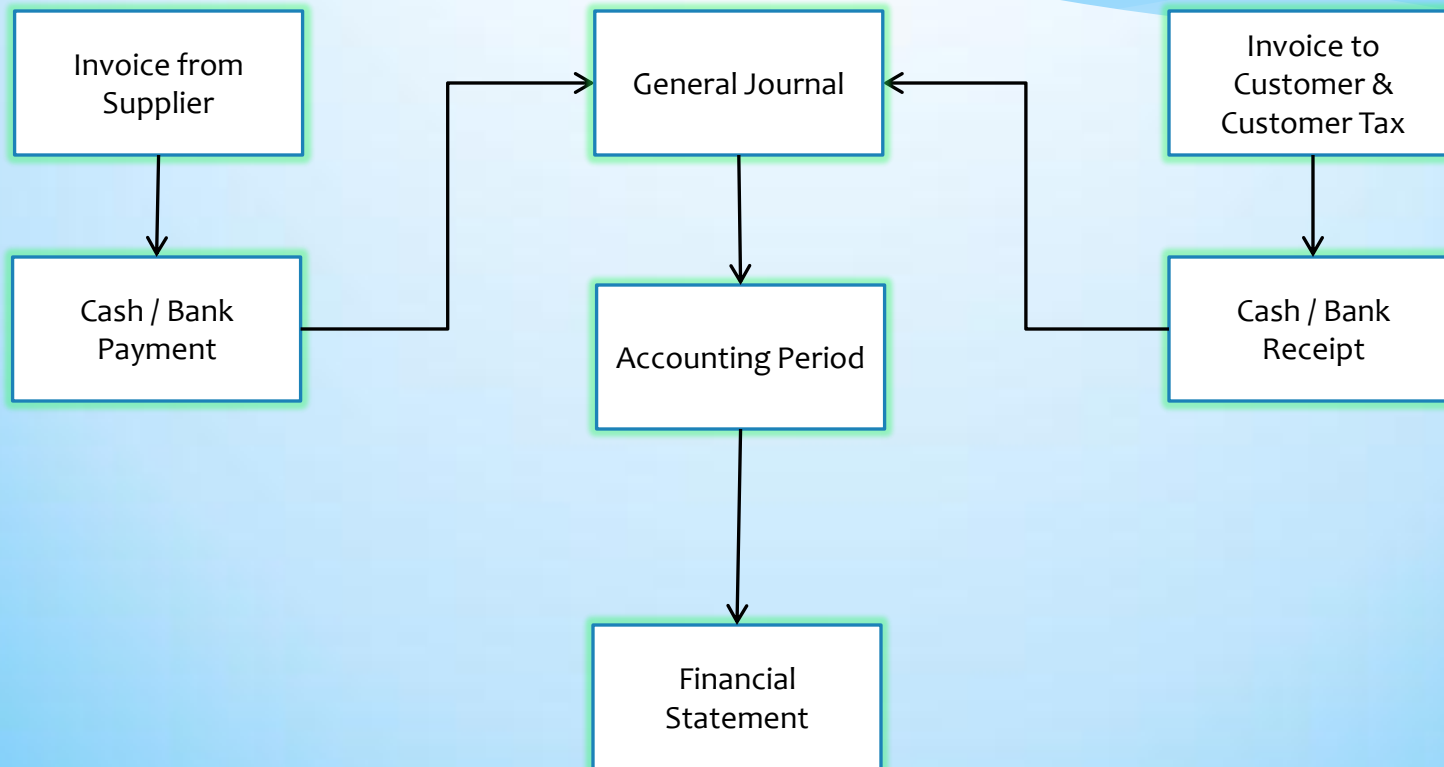 Invoice from
Supplier
General Journal
Invoice to
Customer &
Customer Tax
Cash / Bank
Payment
Accounting Period
Cash / Bank
Receipt
Financial
Statement